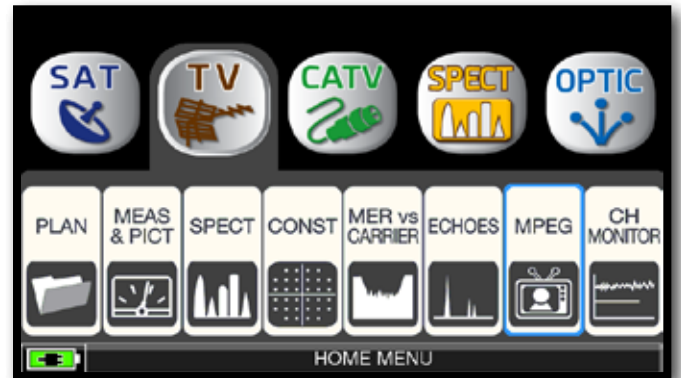 SAT
TV
CATV
SPECT
OPTIC
PLAN
MEAS
& PICT
SPECT
CONST
MER vs
CARRIER
ECHOES
MPEG
CH
MONITOR
HOME MENU